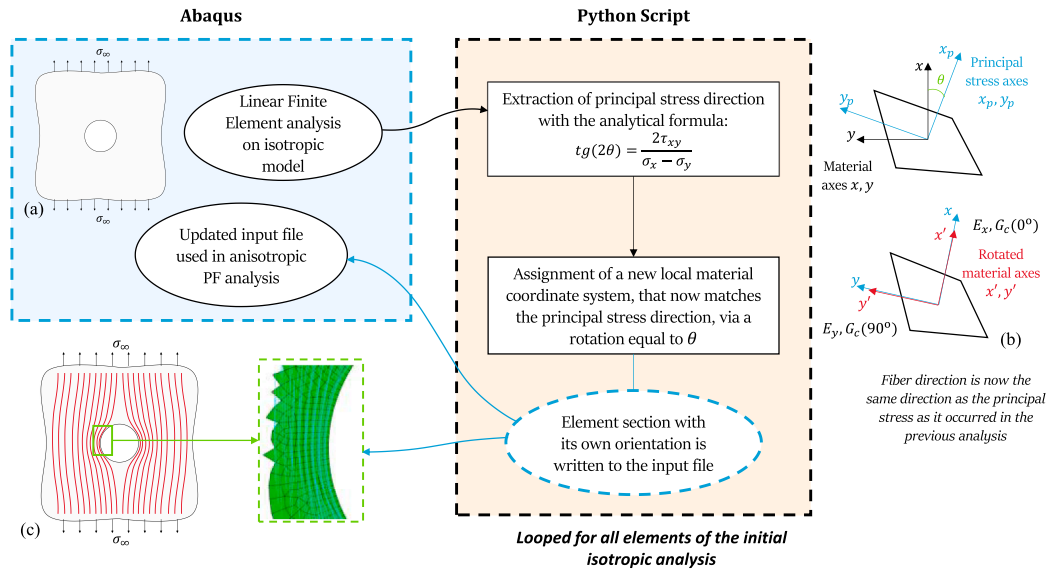 Abaqus
σ∞
Linear Finite
Element analysis
on isotropic
model
σ∞
(a)
Updated input file
used in anisotropic
PF analysis
σ∞
σ∞
(c)
Python Script
Extraction of principal stress direction
with the analytical formula:
tg(2θ) = 2τxy / σx − σy
Assignment of a new local material
coordinate system, that now matches
the principal stress direction, via a
rotation equal to θ
Element section with
its own orientation is
written to the input file
Looped for all elements of the initial
isotropic analysis
xp
x
θ
Principal
stress axes
xp, yp
yp
y
Material
axes x, y
x
x′
Ex, Gc(0º)
Rotated
material axes
x′, y′
y
y′
Ey, Gc(90º)
(b)
Fiber direction is now the
same direction as the principal
stress as it occurred in the
previous analysis